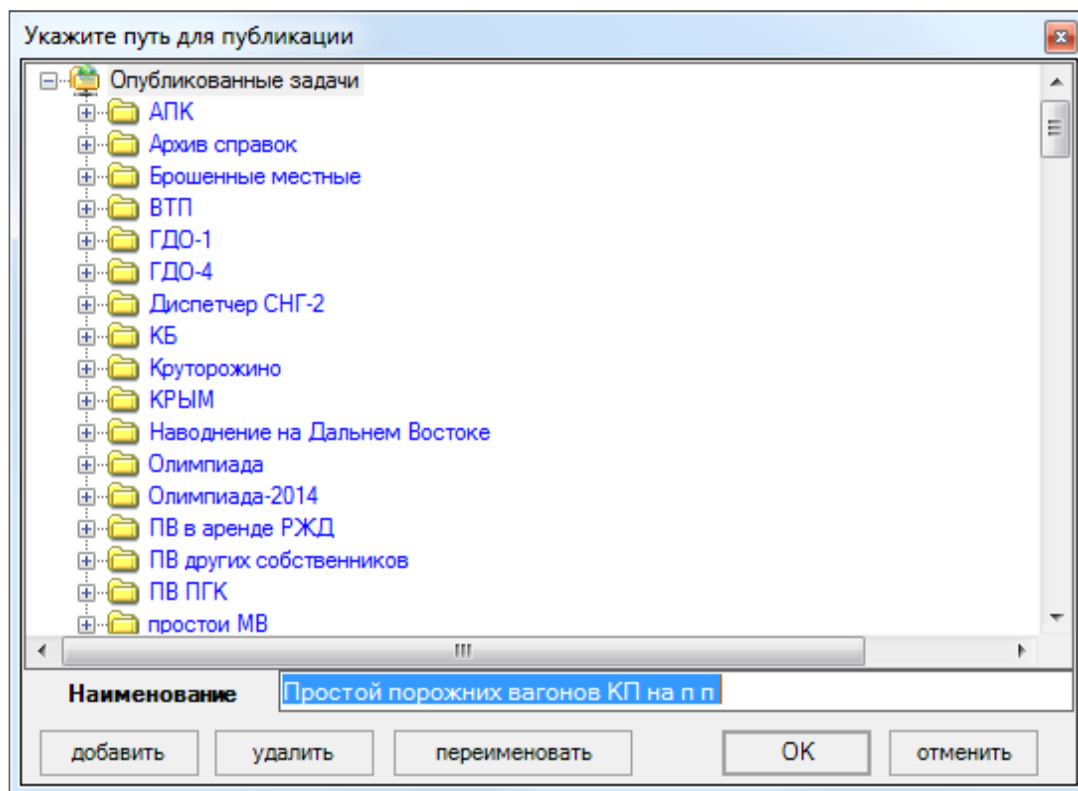 Укажите путь для публикации
Опубликованные задачи
АПК
Архив справок
Брошенные местные
ВТП
ГДО-1
ГДО-4
Диспетчер СНГ-2
КБ
Круторожино
КРЫМ
Наводнение на Дальнем Востоке
Олимпиада
Олимпиада-2014
ПВ в аренде РЖД
ПВ других собственников
ПВ ПГК
простои МВ
Наименование Простой порожних вагонов КП на п п
добавить удалить переименовать OK отменить